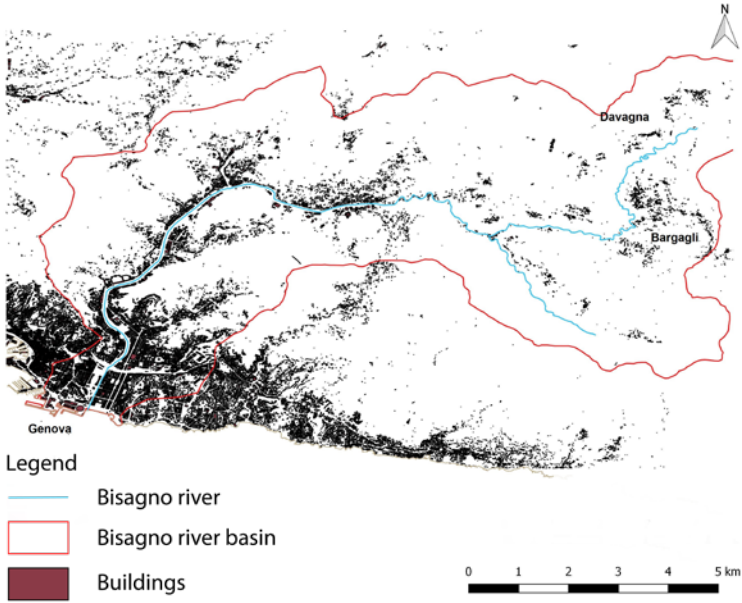 N
Davagna
Bargagli
Genova
Legend
Bisagno river
Bisagno river basin
Buildings
0 1 2 3 4 5 km